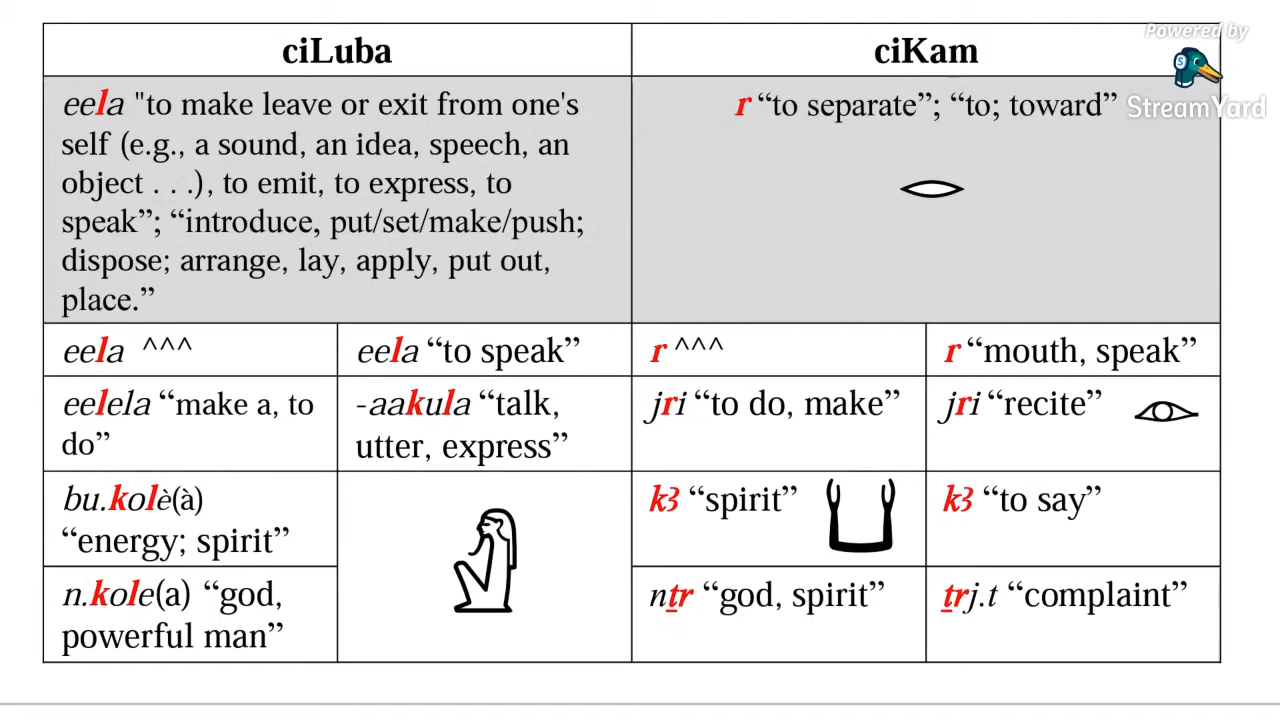 Powered by
StreamYard
ciLuba
ciKam
eela "to make leave or exit from one's
self (e.g., a sound, an idea, speech, an
object . . .), to emit, to express, to
speak”; “introduce, put/set/make/push;
dispose; arrange, lay, apply, put out,
place.”
r “to separate”; “to; toward”
eela ^^^
eela “to speak”
r ^^^
r “mouth, speak”
eelela “make a, to
do”
-aakula “talk,
utter, express”
jri “to do, make”
jri “recite”
bu.kolè(à)
“energy; spirit”
kȝ “spirit”
kȝ “to say”
n.kole(a) “god,
powerful man”
nṯr “god, spirit”
ṯrj.t “complaint”